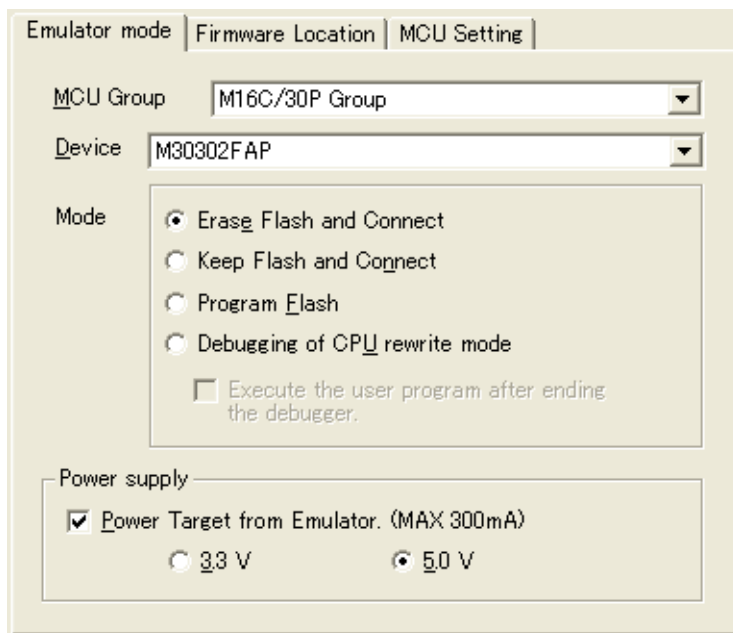 Emulator mode Firmware Location MCU Setting
MCU Group M16C/30P Group
Device M30302FAP
Mode
Erase Flash and Connect
Keep Flash and Connect
Program Flash
Debugging of CPU rewrite mode
Execute the user program after ending
the debugger.
Power supply
Power Target from Emulator. (MAX 300mA)
3.3 V 5.0 V